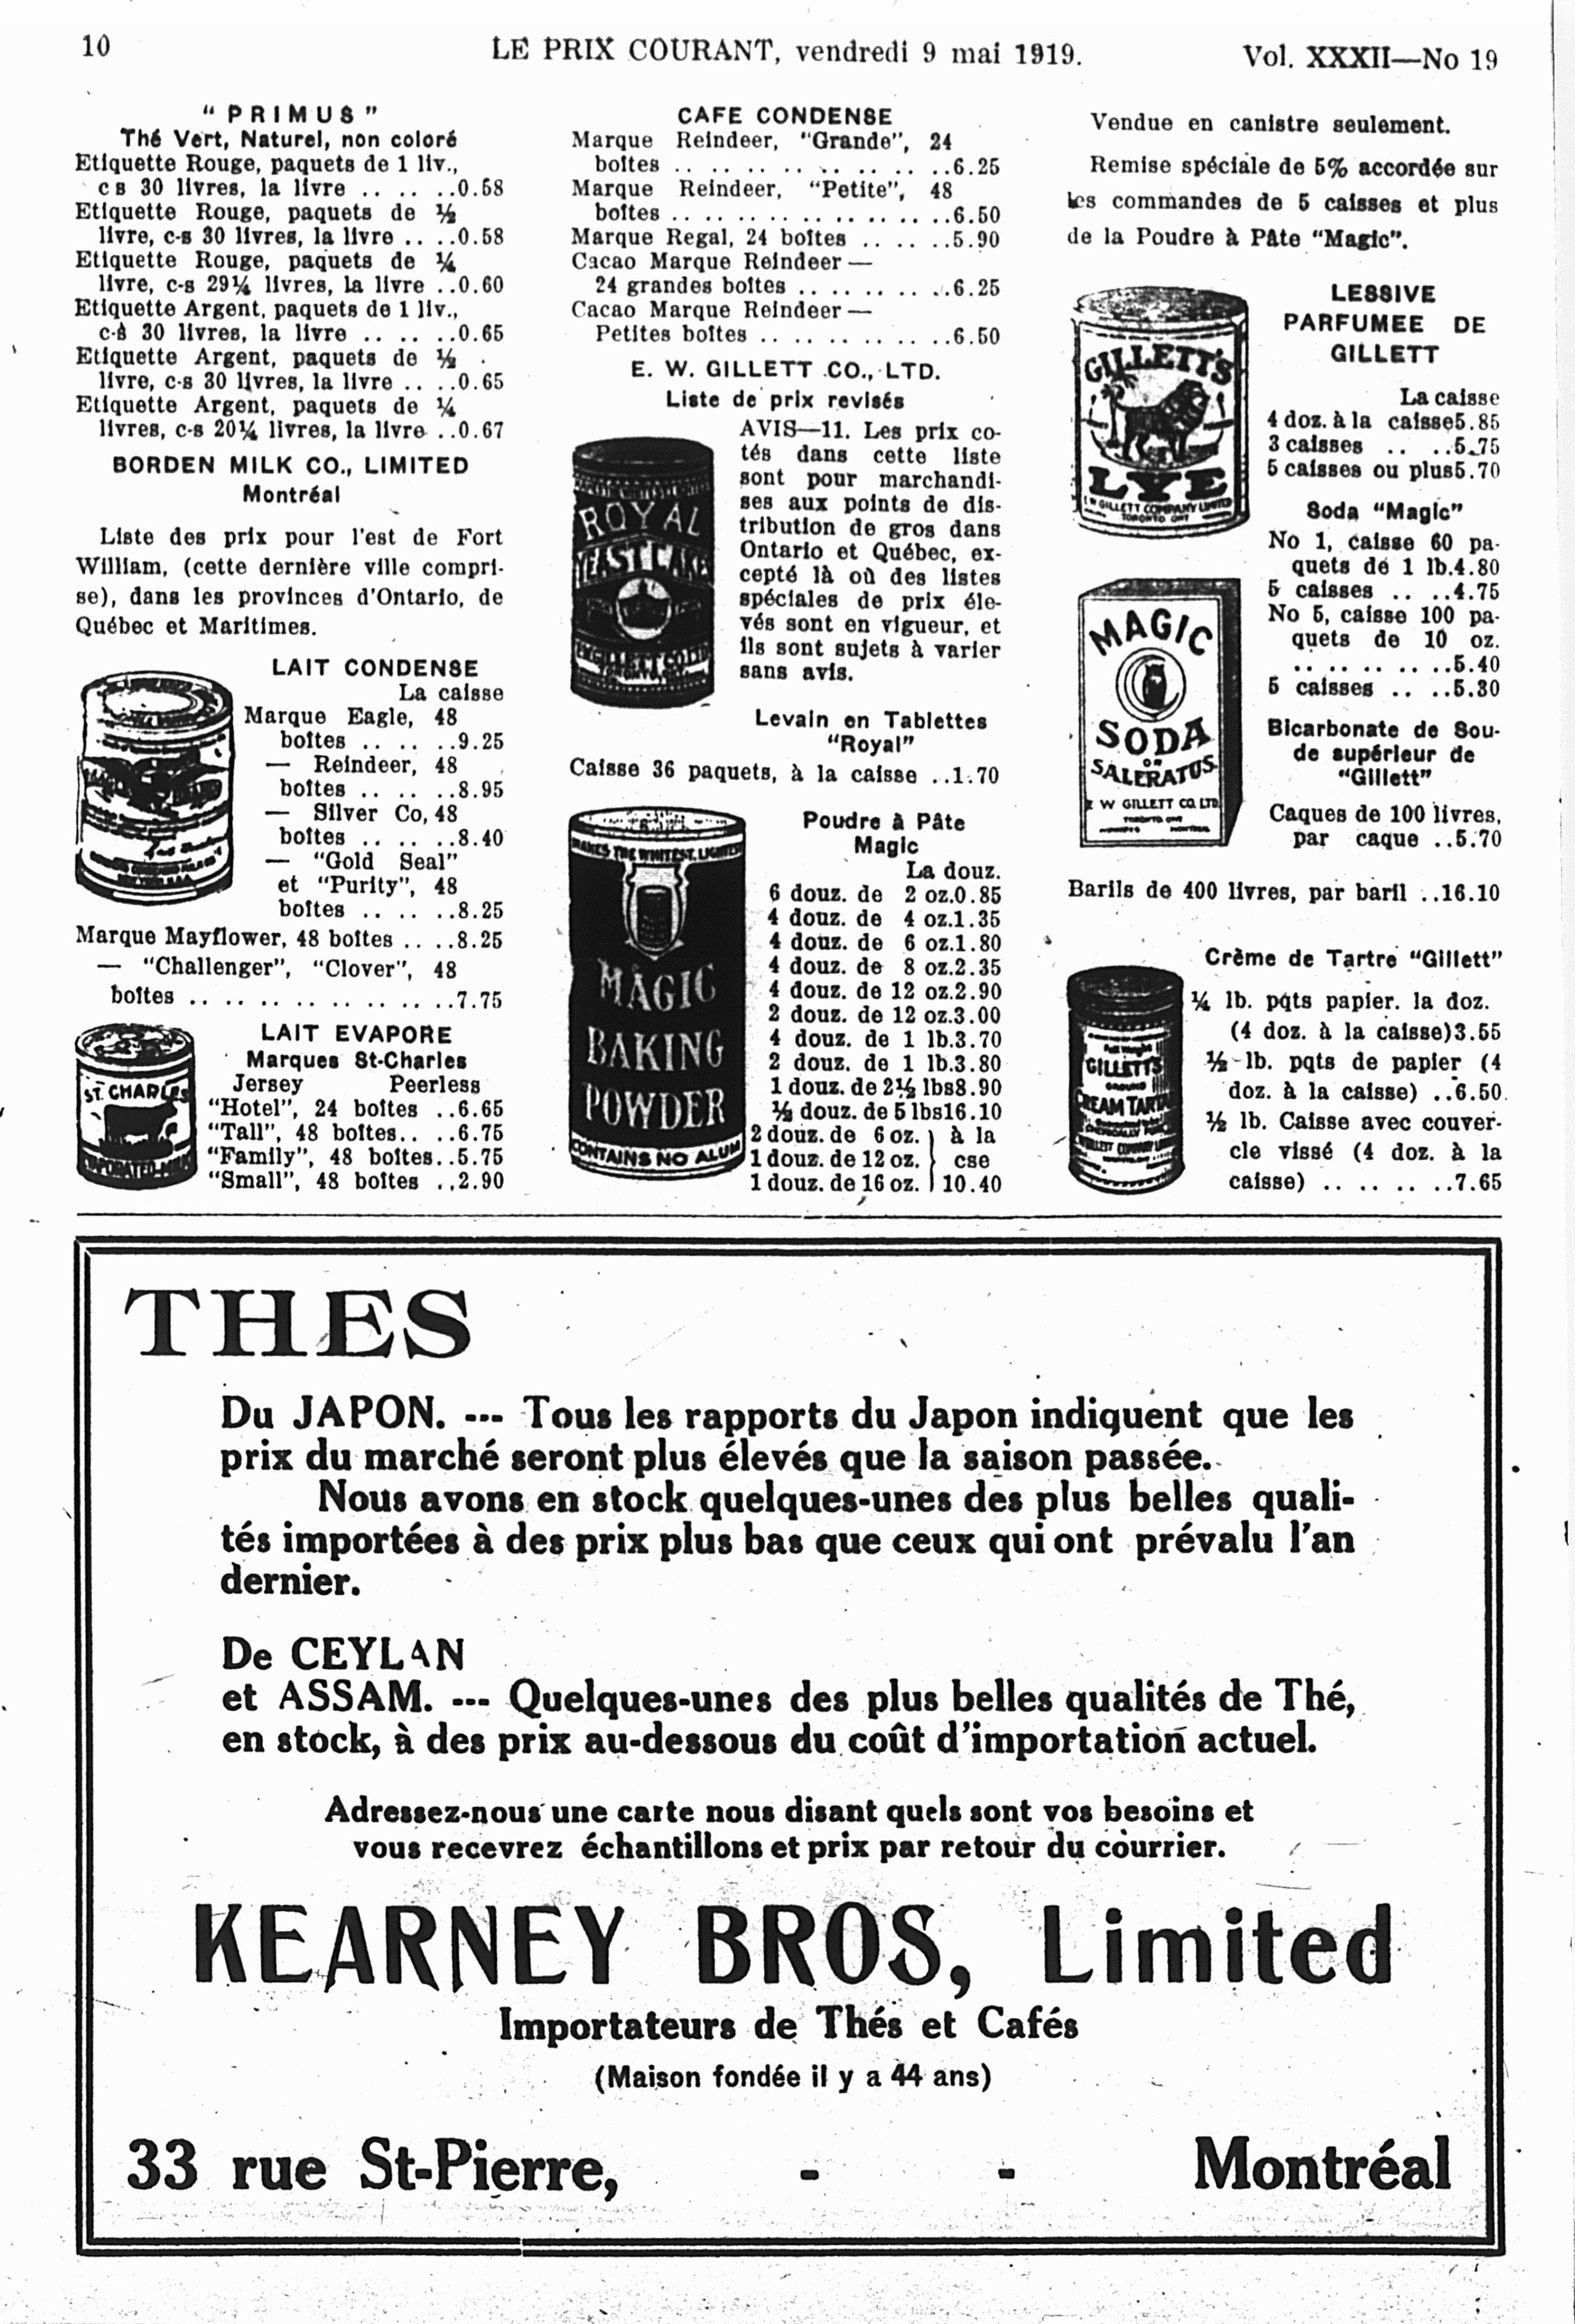 10
LE PRIX COURANT, vendredi 9 mai 1919.
Vol. XXXII—No 19
"PRIMUS"
Thé Vert, Naturel, non coloré
Etiquette Rouge, paquets de 1 liv.,
c s 30 livres, la livre .. .. ..0.58
Etiquette Rouge, paquets de ½
livre, c-s 30 livres, la livre .. ..0.58
Etiquette Rouge, paquets de ¼
livre, c-s 29¼ livres, la livre ..0.60
Etiquette Argent, paquets de 1 liv.,
c-s 30 livres, la livre .. .. ..0.65
Etiquette Argent, paquets de ½
livre, c-s 30 livres, la livre .. ..0.65
Etiquette Argent, paquets de ¼
livres, c-s 20¼ livres, la livre ..0.67
BORDEN MILK CO., LIMITED
Montréal
Liste des prix pour l'est de Fort
William, (cette dernière ville compri-
se), dans les provinces d'Ontario, de
Québec et Maritimes.
LAIT CONDENSE
La caisse
Marque Eagle, 48
boîtes .. .. ..9.25
— Reindeer, 48
boîtes .. .. ..8.95
— Silver Co, 48
boîtes .. .. ..8.40
— "Gold Seal"
et "Purity", 48
boîtes .. .. ..8.25
Marque Mayflower, 48 boîtes .. ..8.25
— "Challenger", "Clover", 48
boîtes .. .. .. .. .. .. .. ..7.75
ST. CHARLES
EVAPORATED MILK
LAIT EVAPORE
Marques St-Charles
Jersey Peerless
"Hotel", 24 boîtes ..6.65
"Tall", 48 boîtes.. ..6.75
"Family", 48 boîtes..5.75
"Small", 48 boîtes ..2.90
CAFE CONDENSE
Marque Reindeer, "Grande", 24
boîtes .. .. .. .. .. .. .. ..6.25
Marque Reindeer, "Petite", 48
boîtes .. .. .. .. .. .. .. ..6.50
Marque Regal, 24 boîtes .. .. ..5.90
Cacao Marque Reindeer —
24 grandes boîtes .. .. .. ..6.25
Cacao Marque Reindeer —
Petites boîtes .. .. .. .. .. ..6.50
E. W. GILLETT CO., LTD.
Liste de prix revisés
ROYAL
YEAST CAKES
E.W. GILLETT CO. LTD.
AVIS—11. Les prix co-
tés dans cette liste
sont pour marchandi-
ses aux points de dis-
tribution de gros dans
Ontario et Québec, ex-
cepté là où des listes
spéciales de prix éle-
vés sont en vigueur, et
ils sont sujets à varier
sans avis.
Levain en Tablettes
"Royal"
Caisse 36 paquets, à la caisse ..1.70
MAKES THE WHITEST, LIGHTEST
MAGIC
BAKING
POWDER
CONTAINS NO ALUM
Poudre à Pâte
Magic
La douz.
6 douz. de 2 oz.0.85
4 douz. de 4 oz.1.35
4 douz. de 6 oz.1.80
4 douz. de 8 oz.2.35
4 douz. de 12 oz.2.90
2 douz. de 12 oz.3.00
4 douz. de 1 lb.3.70
2 douz. de 1 lb.3.80
1 douz. de 2½ lbs8.90
½ douz. de 5 lbs16.10
2 douz. de 6 oz. } à la
1 douz. de 12 oz. } cse
1 douz. de 16 oz. } 10.40
Vendue en canistre seulement.
Remise spéciale de 5% accordée sur
les commandes de 5 caisses et plus
de la Poudre à Pâte "Magic".
GILLETT'S
LYE
E W GILLETT COMPANY LIMITED
TORONTO ONT
LESSIVE
PARFUMEE DE
GILLETT
La caisse
4 doz. à la caisse5.85
3 caisses .. ..5.75
5 caisses ou plus5.70
MAGIC
SODA
OR
SALERATUS
E W GILLETT CO. LTD
TORONTO ONT
WINNIPEG MONTREAL
Soda "Magic"
No 1, caisse 60 pa-
quets de 1 lb.4.80
5 caisses .. ..4.75
No 5, caisse 100 pa-
quets de 10 oz.
.. .. .. .. ..5.40
5 caisses .. ..5.30
Bicarbonate de Sou-
de supérieur de
"Gillett"
Caques de 100 livres,
par caque ..5.70
Barils de 400 livres, par baril ..16.10
GILLETT'S
GROUND
CREAM TARTAR
Crème de Tartre "Gillett"
¼ lb. pqts papier. la doz.
(4 doz. à la caisse)3.55
½ lb. pqts de papier (4
doz. à la caisse) ..6.50
½ lb. Caisse avec couver-
cle vissé (4 doz. à la
caisse) .. .. .. ..7.65
THES
Du JAPON. --- Tous les rapports du Japon indiquent que les
prix du marché seront plus élevés que la saison passée.
Nous avons en stock quelques-unes des plus belles quali-
tés importées à des prix plus bas que ceux qui ont prévalu l'an
dernier.
De CEYLAN
et ASSAM. --- Quelques-unes des plus belles qualités de Thé,
en stock, à des prix au-dessous du coût d'importation actuel.
Adressez-nous une carte nous disant quels sont vos besoins et
vous recevrez échantillons et prix par retour du courrier.
KEARNEY BROS, Limited
Importateurs de Thés et Cafés
(Maison fondée il y a 44 ans)
33 rue St-Pierre, - - Montréal